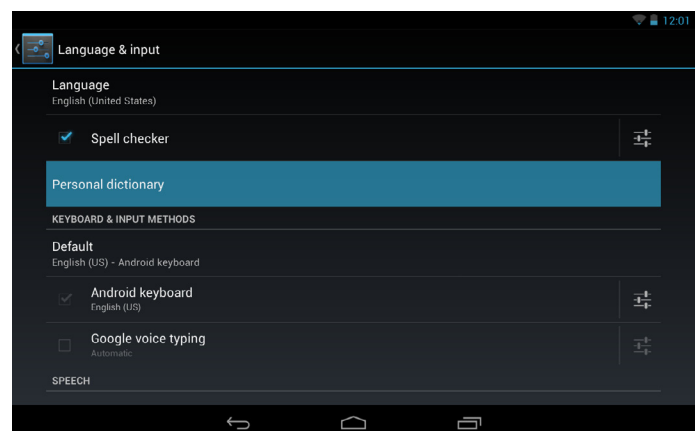 12:01
Language & input
Language
English (United States)
Spell checker
Personal dictionary
KEYBOARD & INPUT METHODS
Default
English (US) - Android keyboard
Android keyboard
English (US)
Google voice typing
Automatic
SPEECH